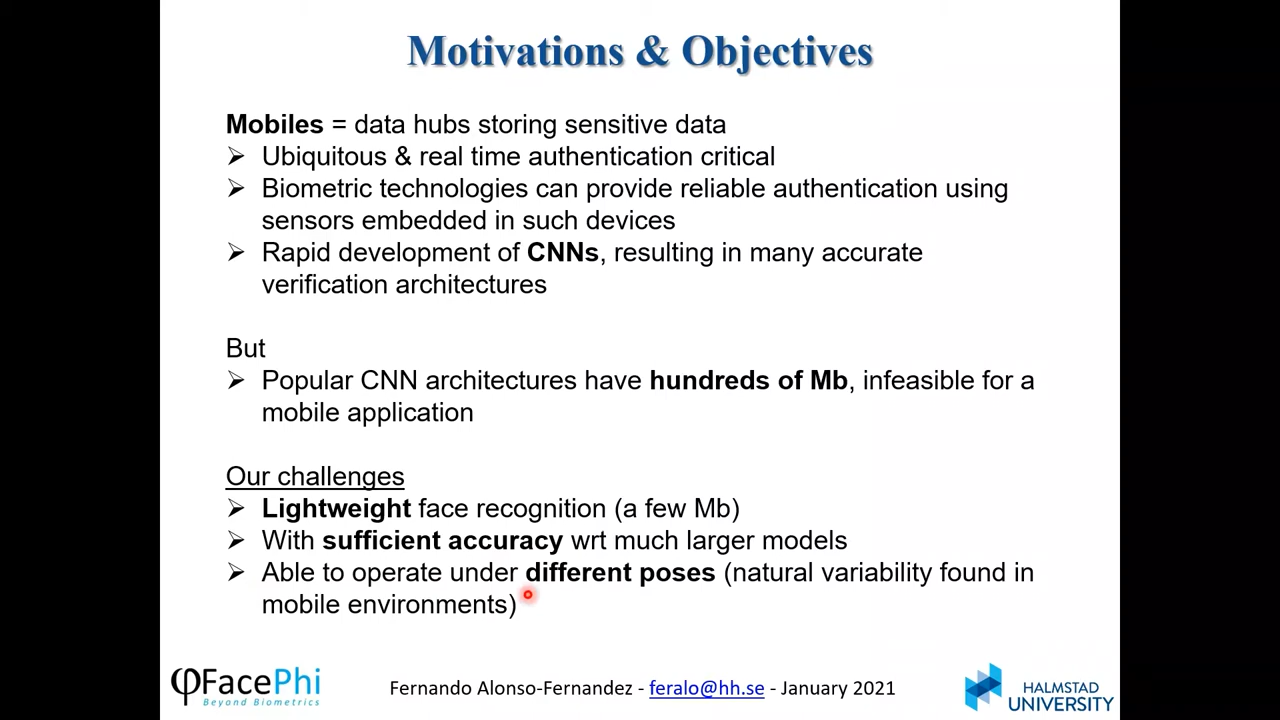 Motivations & Objectives
Mobiles = data hubs storing sensitive data
➢ Ubiquitous & real time authentication critical
➢ Biometric technologies can provide reliable authentication using
sensors embedded in such devices
➢ Rapid development of CNNs, resulting in many accurate
verification architectures
But
➢ Popular CNN architectures have hundreds of Mb, infeasible for a
mobile application
Our challenges
➢ Lightweight face recognition (a few Mb)
➢ With sufficient accuracy wrt much larger models
➢ Able to operate under different poses (natural variability found in
mobile environments)
φFacePhi
Beyond Biometrics
Fernando Alonso-Fernandez - feralo@hh.se - January 2021
HALMSTAD
UNIVERSITY